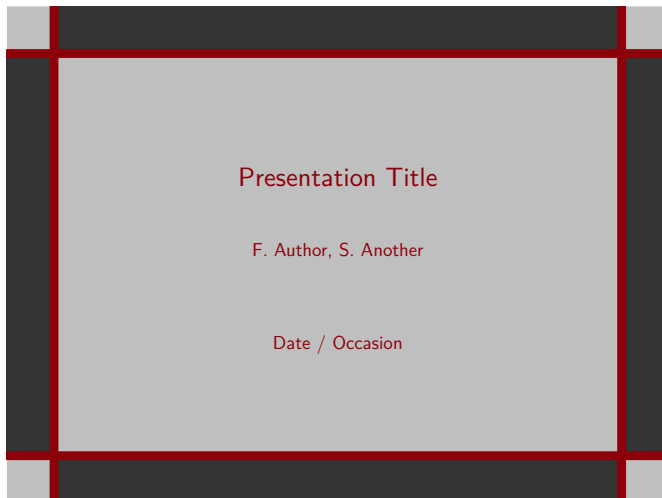 Presentation Title
F. Author, S. Another
Date / Occasion